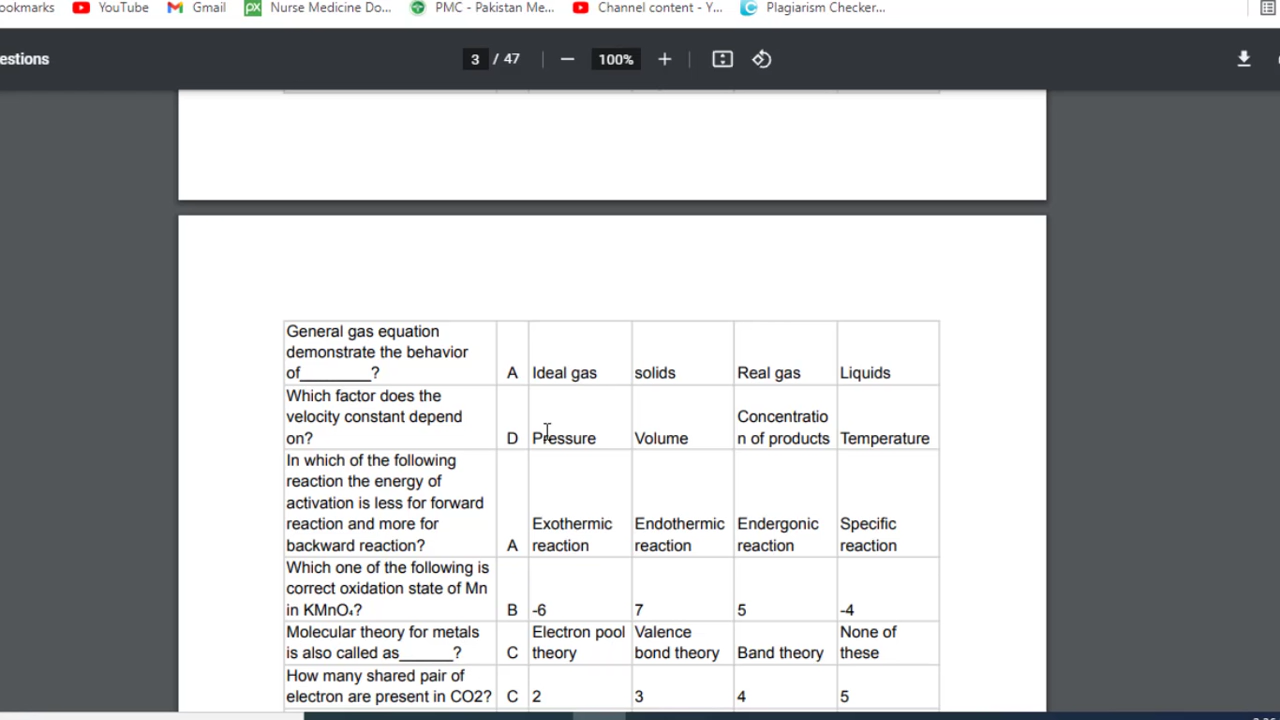 ookmarks YouTube Gmail Nurse Medicine Do... PMC - Pakistan Me... Channel content - Y... Plagiarism Checker...
estions 3 / 47 — 100% +
General gas equation
demonstrate the behavior
of________? A Ideal gas solids Real gas Liquids
Which factor does the
velocity constant depend
on? D Pressure Volume Concentratio
n of products Temperature
In which of the following
reaction the energy of
activation is less for forward
reaction and more for
backward reaction? A Exothermic
reaction Endothermic
reaction Endergonic
reaction Specific
reaction
Which one of the following is
correct oxidation state of Mn
in KMnO₄? B -6 7 5 -4
Molecular theory for metals
is also called as______? C Electron pool
theory Valence
bond theory Band theory None of
these
How many shared pair of
electron are present in CO2? C 2 3 4 5